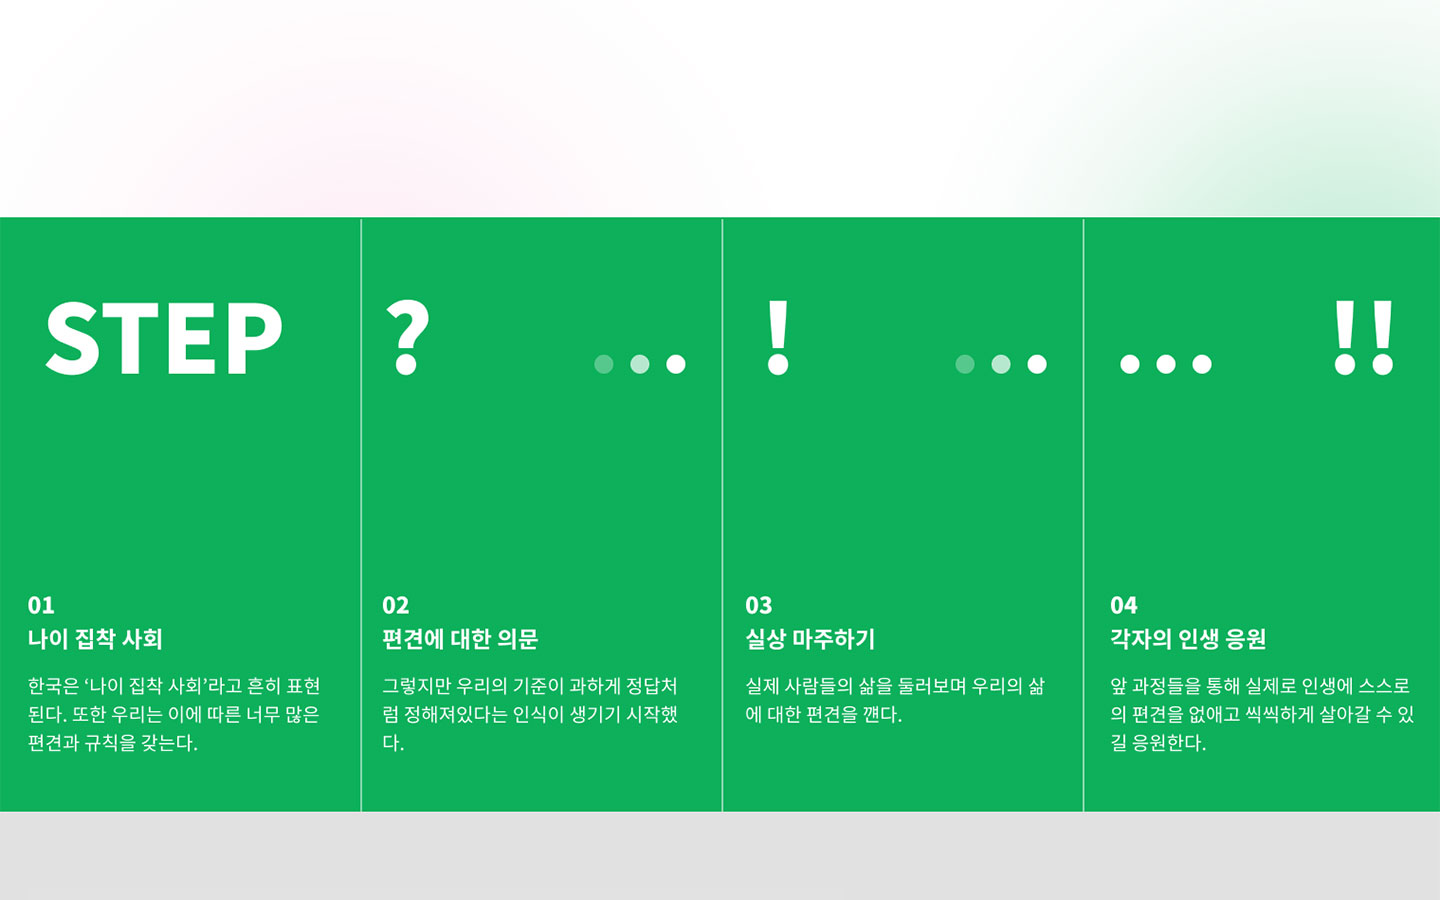 STEP
?
!
!!
01
나이 집착 사회
한국은 ‘나이 집착 사회’라고 흔히 표현
된다. 또한 우리는 이에 따른 너무 많은
편견과 규칙을 갖는다.
02
편견에 대한 의문
그렇지만 우리의 기준이 과하게 정답처
럼 정해져있다는 인식이 생기기 시작했
다.
03
실상 마주하기
실제 사람들의 삶을 둘러보며 우리의 삶
에 대한 편견을 깬다.
04
각자의 인생 응원
앞 과정들을 통해 실제로 인생에 스스로
의 편견을 없애고 씩씩하게 살아갈 수 있
길 응원한다.